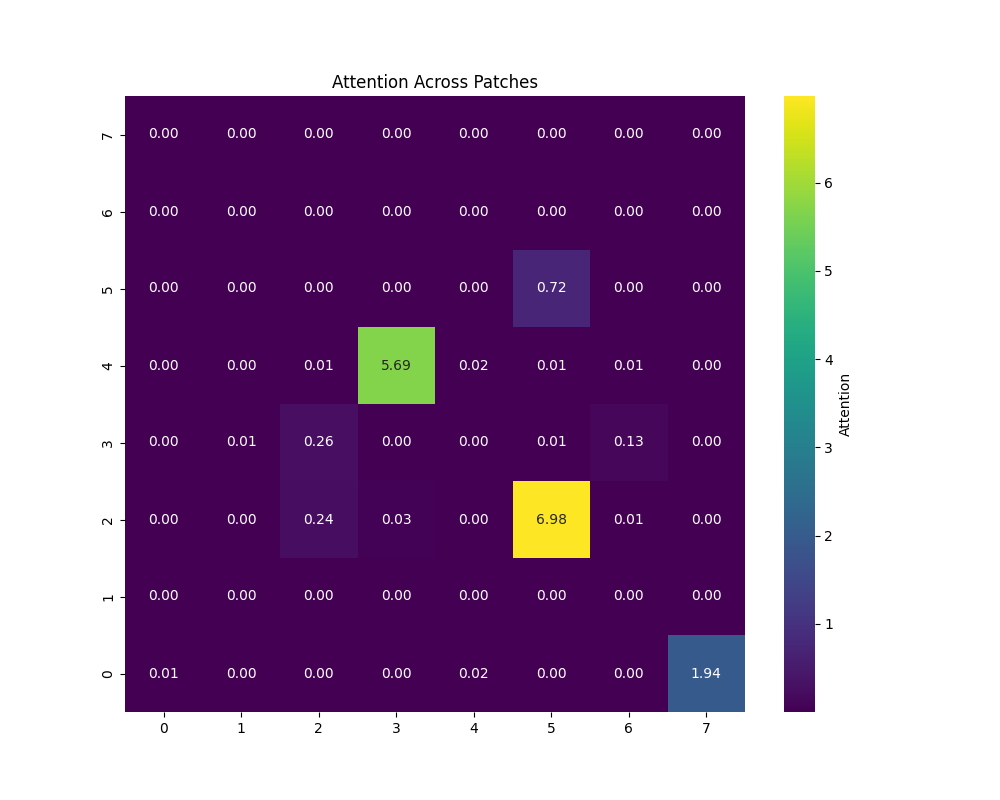 Attention Across Patches
7 0.00 0.00 0.00 0.00 0.00 0.00 0.00 0.00
6 0.00 0.00 0.00 0.00 0.00 0.00 0.00 0.00
5 0.00 0.00 0.00 0.00 0.00 0.72 0.00 0.00
4 0.00 0.00 0.01 5.69 0.02 0.01 0.01 0.00
3 0.00 0.01 0.26 0.00 0.00 0.01 0.13 0.00
2 0.00 0.00 0.24 0.03 0.00 6.98 0.01 0.00
1 0.00 0.00 0.00 0.00 0.00 0.00 0.00 0.00
0 0.01 0.00 0.00 0.00 0.02 0.00 0.00 1.94
0 1 2 3 4 5 6 7
6
5
4
3
2
1
Attention